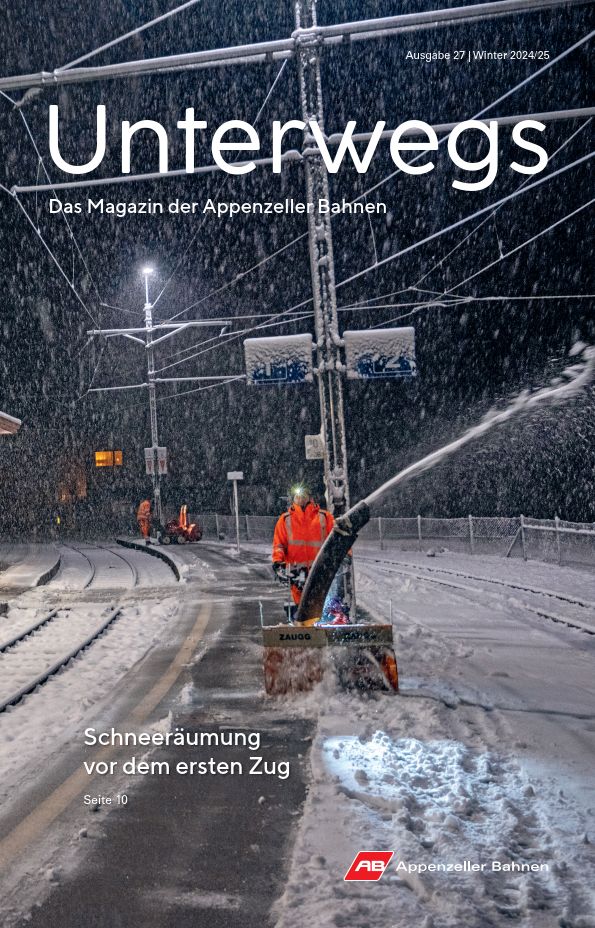 Ausgabe 27 | Winter 2024/25
Unterwegs
Das Magazin der Appenzeller Bahnen
ZAUGG
Schneeräumung
vor dem ersten Zug
Seite 10
AB Appenzeller Bahnen